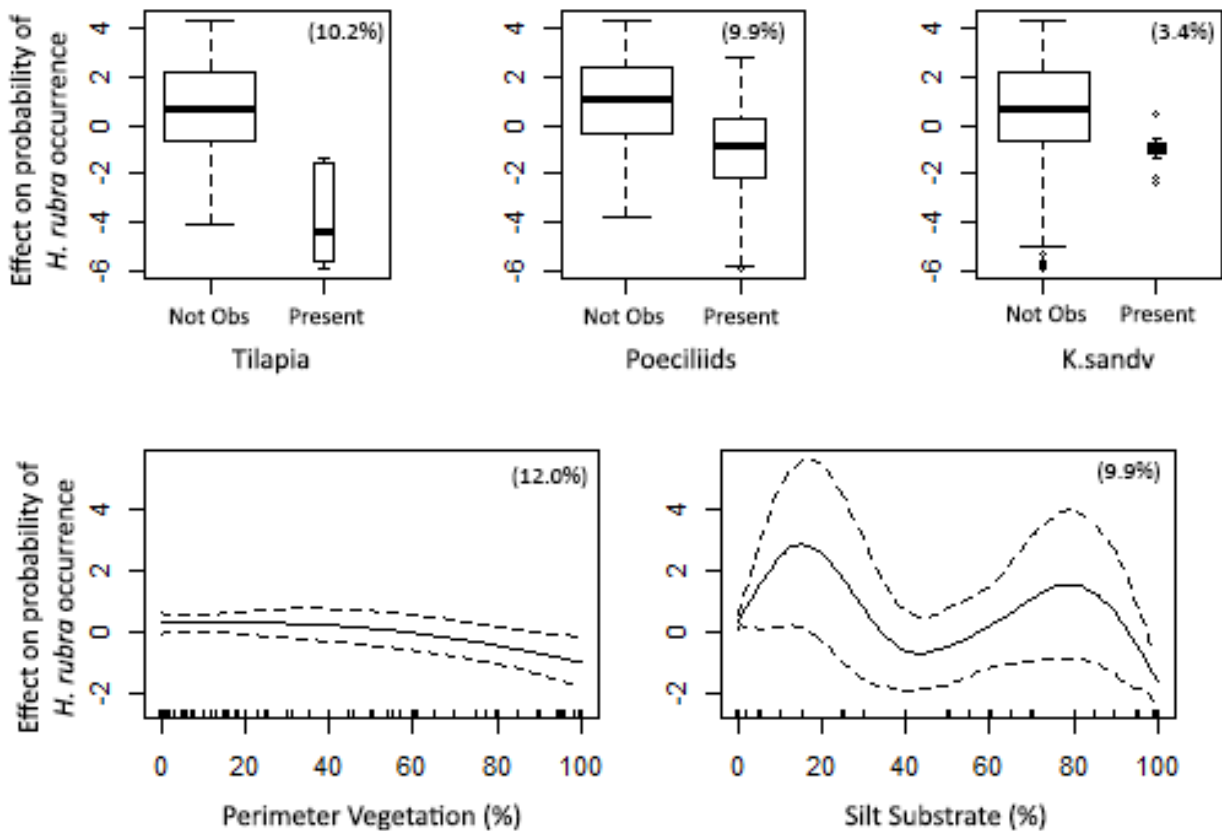 Effect on probability of
H. rubra occurrence
4
2
0
-2
-4
-6
(10.2%)
Not Obs Present
Tilapia
4
2
0
-2
-4
-6
(9.9%)
Not Obs Present
Poeciliids
4
2
0
-2
-4
-6
(3.4%)
Not Obs Present
K.sandv
Effect on probability of
H. rubra occurrence
4
2
0
-2
(12.0%)
0 20 40 60 80 100
Perimeter Vegetation (%)
4
2
0
-2
(9.9%)
0 20 40 60 80 100
Silt Substrate (%)